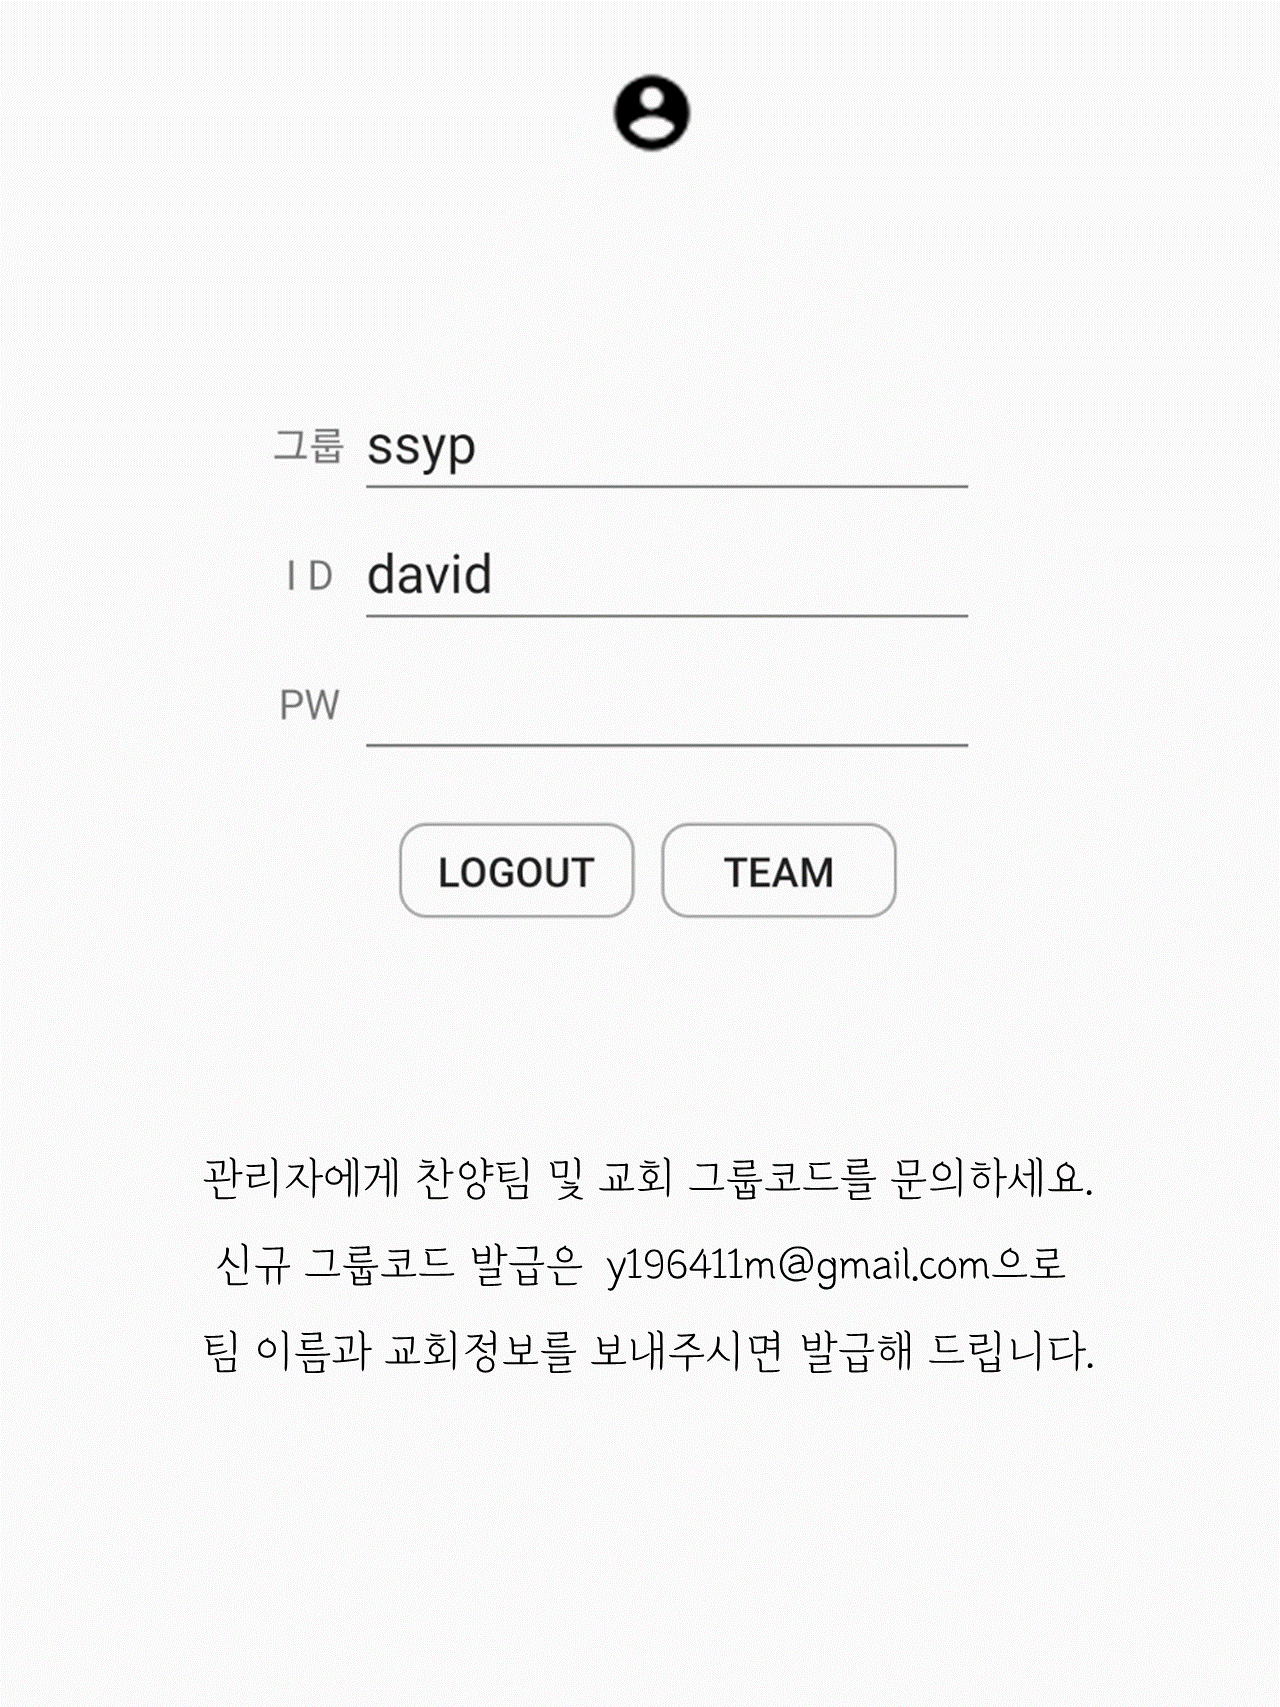 그룹 ssyp
I D david
PW
LOGOUT TEAM
관리자에게 찬양팀 및 교회 그룹코드를 문의하세요.
신규 그룹코드 발급은 y196411m@gmail.com으로
팀 이름과 교회정보를 보내주시면 발급해 드립니다.